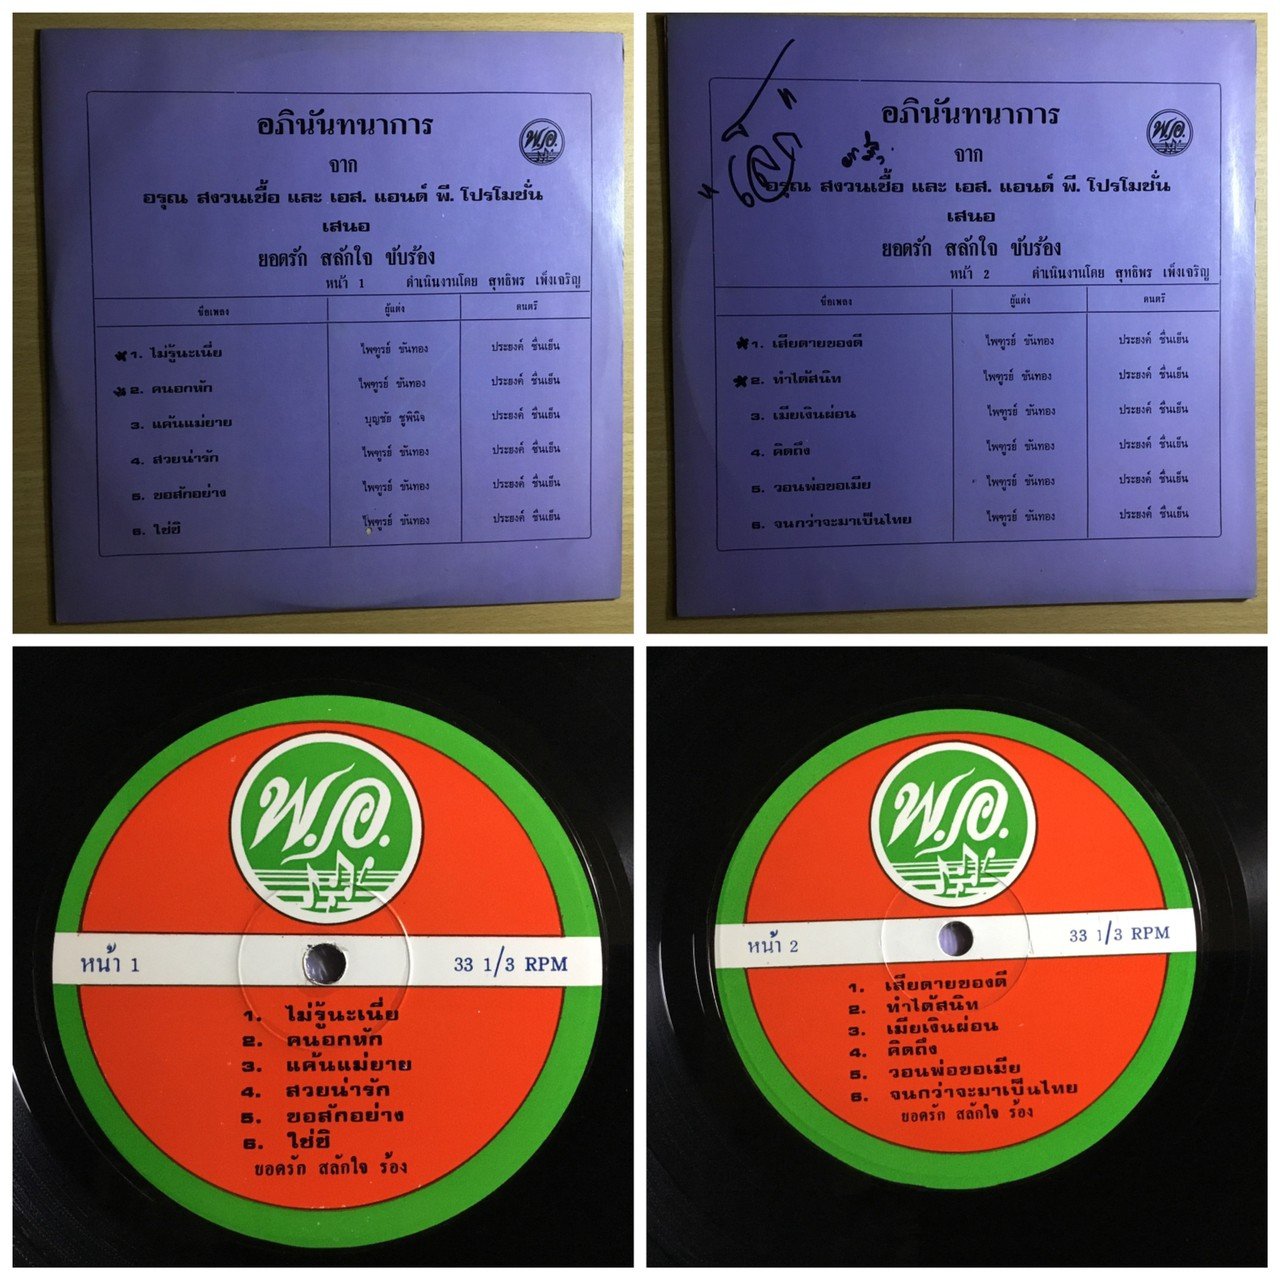 อภินันทนาการ
พ.อ.
จาก
อรุณ สงวนเชื้อ และ เอส. แอนด์ พี. โปรโมชั่น
เสนอ
ยอดรัก สลักใจ ขับร้อง
หน้า 1 ดำเนินงานโดย สุทธิพร เพ็งเจริญ
ชื่อเพลง ผู้แต่ง ดนตรี
1. ไม่รู้นะเนี่ย ไพฑูรย์ ขันทอง ประยงค์ ชื่นเย็น
2. คนอกหัก ไพฑูรย์ ขันทอง ประยงค์ ชื่นเย็น
3. แค้นแม่ยาย บุญชัย ชูพินิจ ประยงค์ ชื่นเย็น
4. สวยน่ารัก ไพฑูรย์ ขันทอง ประยงค์ ชื่นเย็น
5. ขอสักอย่าง ไพฑูรย์ ขันทอง ประยงค์ ชื่นเย็น
6. ใช่ซิ ไพฑูรย์ ขันทอง ประยงค์ ชื่นเย็น
อภินันทนาการ
พ.อ.
จาก
อรุณ สงวนเชื้อ และ เอส. แอนด์ พี. โปรโมชั่น
เสนอ
ยอดรัก สลักใจ ขับร้อง
หน้า 2 ดำเนินงานโดย สุทธิพร เพ็งเจริญ
ชื่อเพลง ผู้แต่ง ดนตรี
1. เสียดายของดี ไพฑูรย์ ขันทอง ประยงค์ ชื่นเย็น
2. ทำได้สนิท ไพฑูรย์ ขันทอง ประยงค์ ชื่นเย็น
3. เมียเงินผ่อน ไพฑูรย์ ขันทอง ประยงค์ ชื่นเย็น
4. คิดถึง ไพฑูรย์ ขันทอง ประยงค์ ชื่นเย็น
5. วอนพ่อขอเมีย ไพฑูรย์ ขันทอง ประยงค์ ชื่นเย็น
6. จนกว่าจะมาเป็นไทย ไพฑูรย์ ขันทอง ประยงค์ ชื่นเย็น
พ.อ.
หน้า 1 33 1/3 RPM
1. ไม่รู้นะเนี่ย
2. คนอกหัก
3. แค้นแม่ยาย
4. สวยน่ารัก
5. ขอสักอย่าง
6. ใช่ซิ
ยอดรัก สลักใจ ร้อง
พ.อ.
หน้า 2 33 1/3 RPM
1. เสียดายของดี
2. ทำได้สนิท
3. เมียเงินผ่อน
4. คิดถึง
5. วอนพ่อขอเมีย
6. จนกว่าจะมาเป็นไทย
ยอดรัก สลักใจ ร้อง